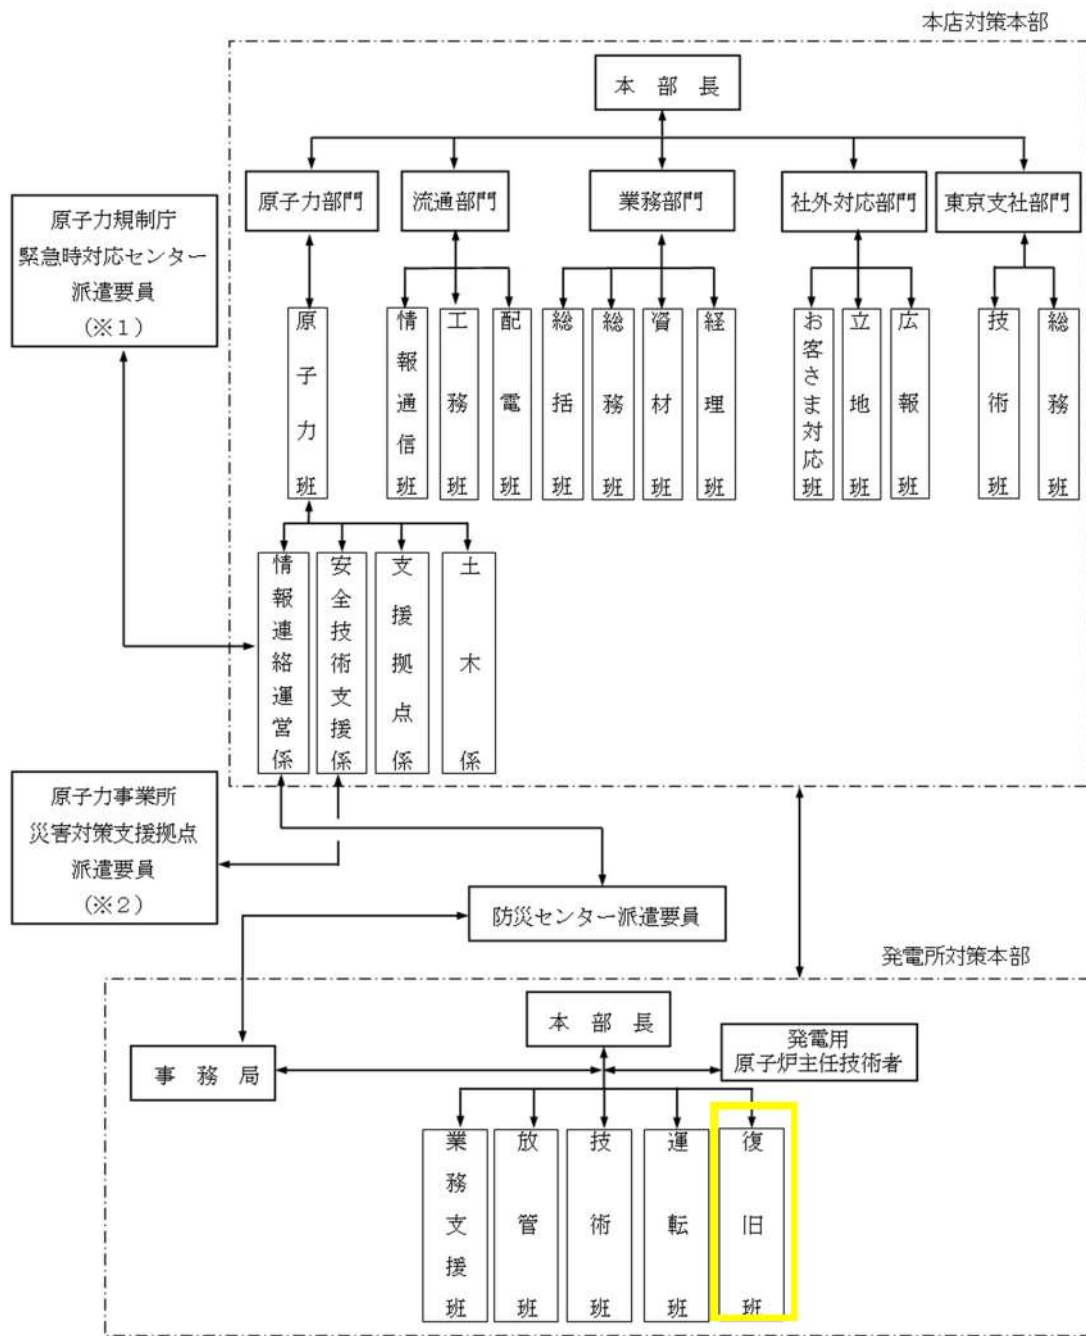 本店対策本部
本部長
原子力部門
流通部門
業務部門
社外対応部門
東京支社部門
原子力規制庁
緊急時対応センター
派遣要員
(※1)
原子力班
情報通信班
工務班
配電班
総括班
総務班
資材班
経理班
お客さま対応班
立地班
広報班
技術班
総務班
情報連絡運営係
安全技術支援係
支援拠点係
土木係
原子力事業所
災害対策支援拠点
派遣要員
(※2)
防災センター派遣要員
発電所対策本部
本部長
発電用
原子炉主任技術者
事務局
業務支援班
放管班
技術班
運転班
復旧班